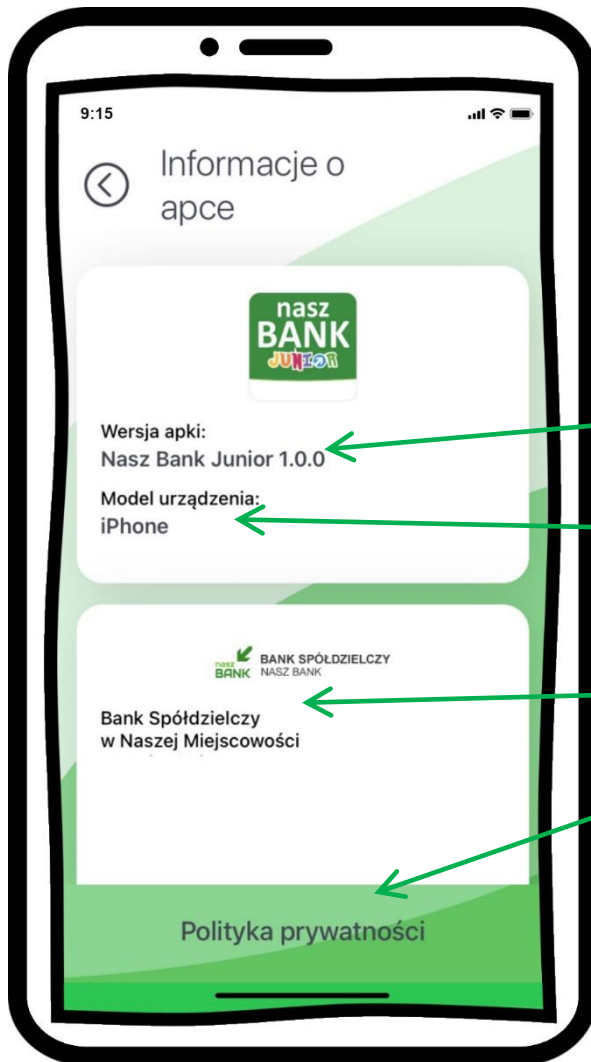 9:15
Informacje o
apce
nasz
BANK
JUNIOR
Wersja apki:
Nasz Bank Junior 1.0.0
Model urządzenia:
iPhone
nasz
BANK
BANK SPÓŁDZIELCZY
NASZ BANK
Bank Spółdzielczy
w Naszej Miejscowości
Polityka prywatności